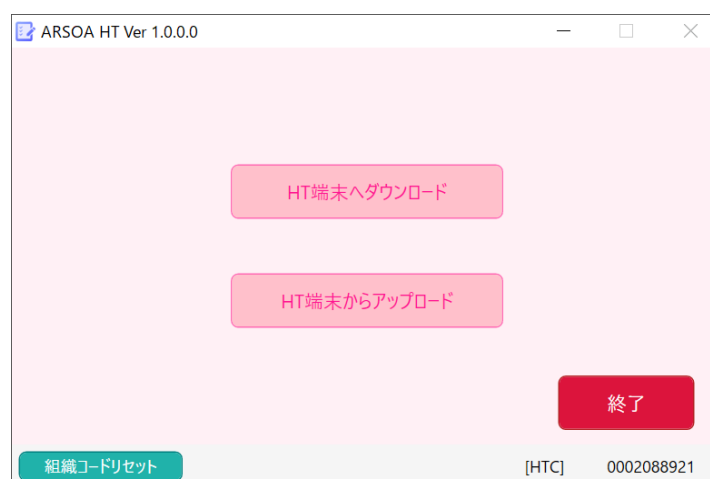 ARSOA HT Ver 1.0.0.0
HT端末へダウンロード
HT端末からアップロード
終了
組織コードリセット
[HTC] 0002088921